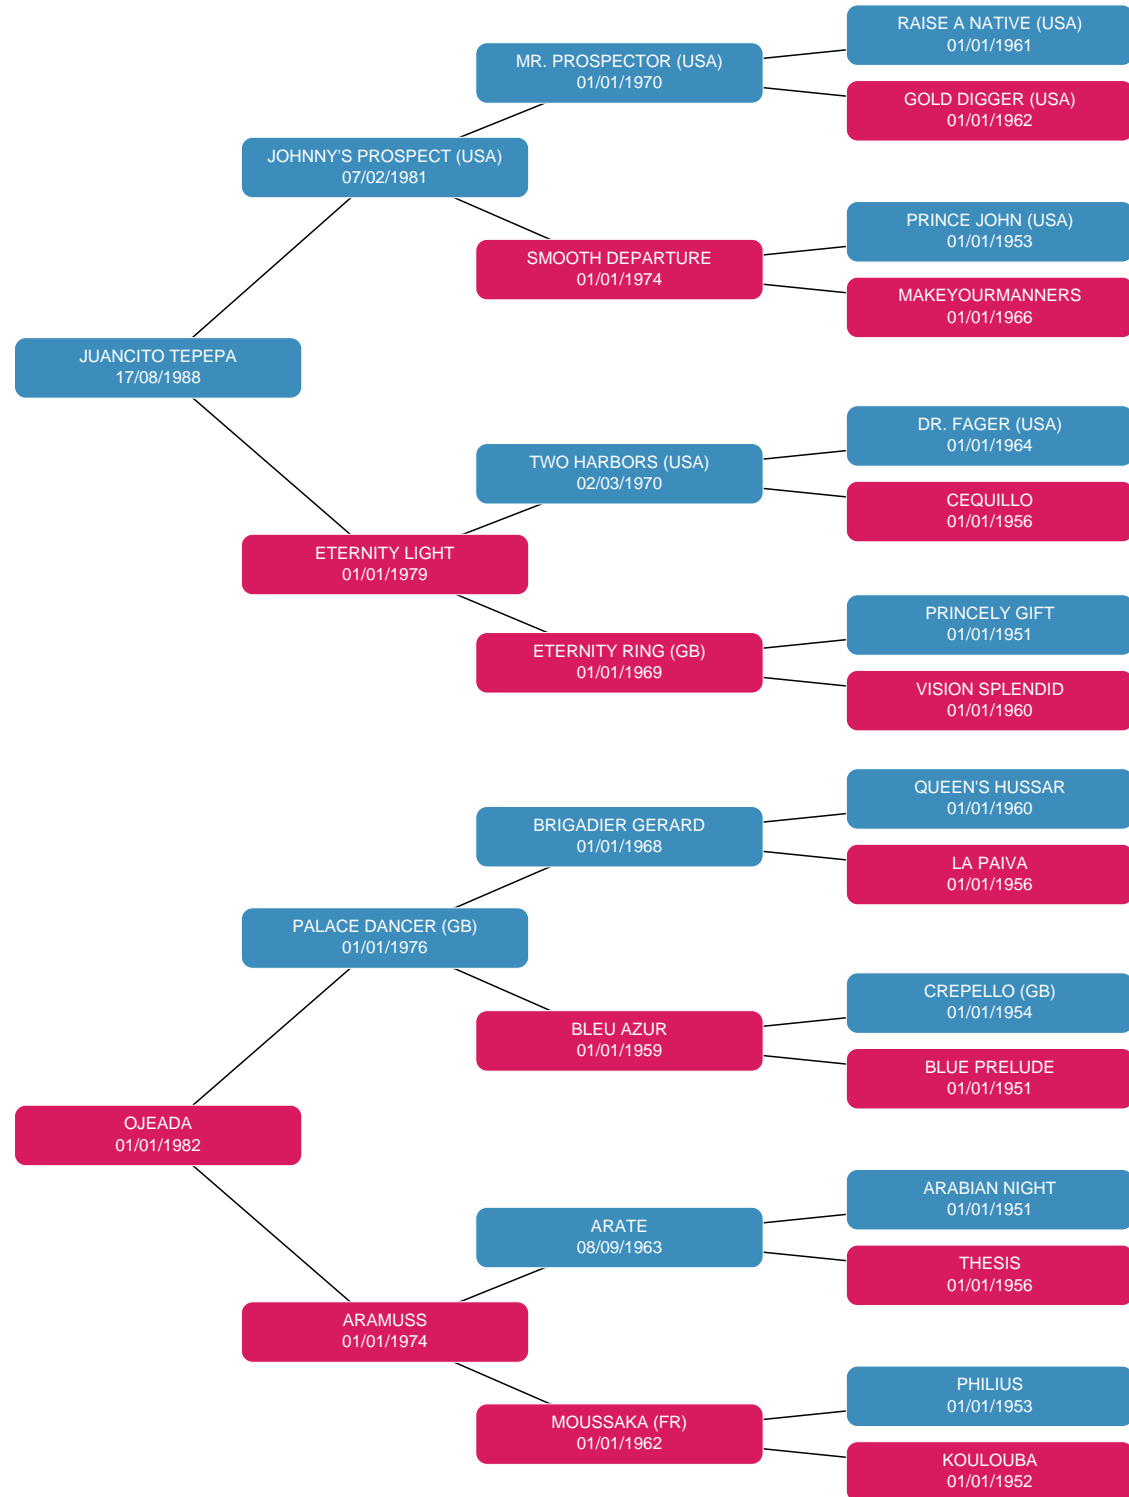 RAISE A NATIVE (USA)
01/01/1961
MR. PROSPECTOR (USA)
01/01/1970
GOLD DIGGER (USA)
01/01/1962
JOHNNY'S PROSPECT (USA)
07/02/1981
PRINCE JOHN (USA)
01/01/1953
SMOOTH DEPARTURE
01/01/1974
MAKEYOURMANNERS
01/01/1966
JUANCITO TEPEPA
17/08/1988
DR. FAGER (USA)
01/01/1964
TWO HARBORS (USA)
02/03/1970
CEQUILLO
01/01/1956
ETERNITY LIGHT
01/01/1979
PRINCELY GIFT
01/01/1951
ETERNITY RING (GB)
01/01/1969
VISION SPLENDID
01/01/1960
QUEEN'S HUSSAR
01/01/1960
BRIGADIER GERARD
01/01/1968
LA PAIVA
01/01/1956
PALACE DANCER (GB)
01/01/1976
CREPELLO (GB)
01/01/1954
BLEU AZUR
01/01/1959
BLUE PRELUDE
01/01/1951
OJEADA
01/01/1982
ARABIAN NIGHT
01/01/1951
ARATE
08/09/1963
THESIS
01/01/1956
ARAMUSS
01/01/1974
PHILIUS
01/01/1953
MOUSSAKA (FR)
01/01/1962
KOULOUBA
01/01/1952